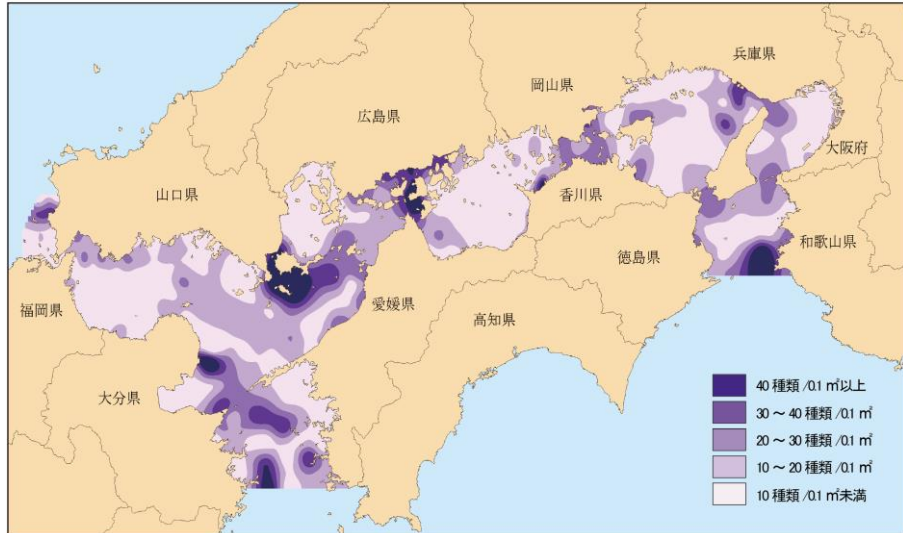 兵庫県
岡山県
広島県
大阪府
山口県
香川県
和歌山県
徳島県
福岡県
愛媛県
高知県
大分県
40 種類 /0.1 ㎡以上
30 ～ 40 種類 /0.1 ㎡
20 ～ 30 種類 /0.1 ㎡
10 ～ 20 種類 /0.1 ㎡
10 種類 /0.1 ㎡未満